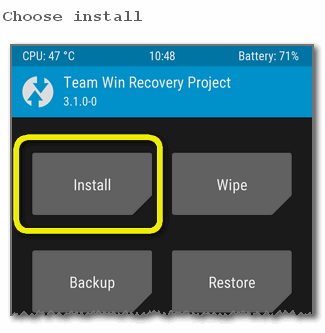 Choose install
CPU: 47 °C 10:48 Battery: 71%
Team Win Recovery Project
3.1.0-0
Install Wipe
Backup Restore